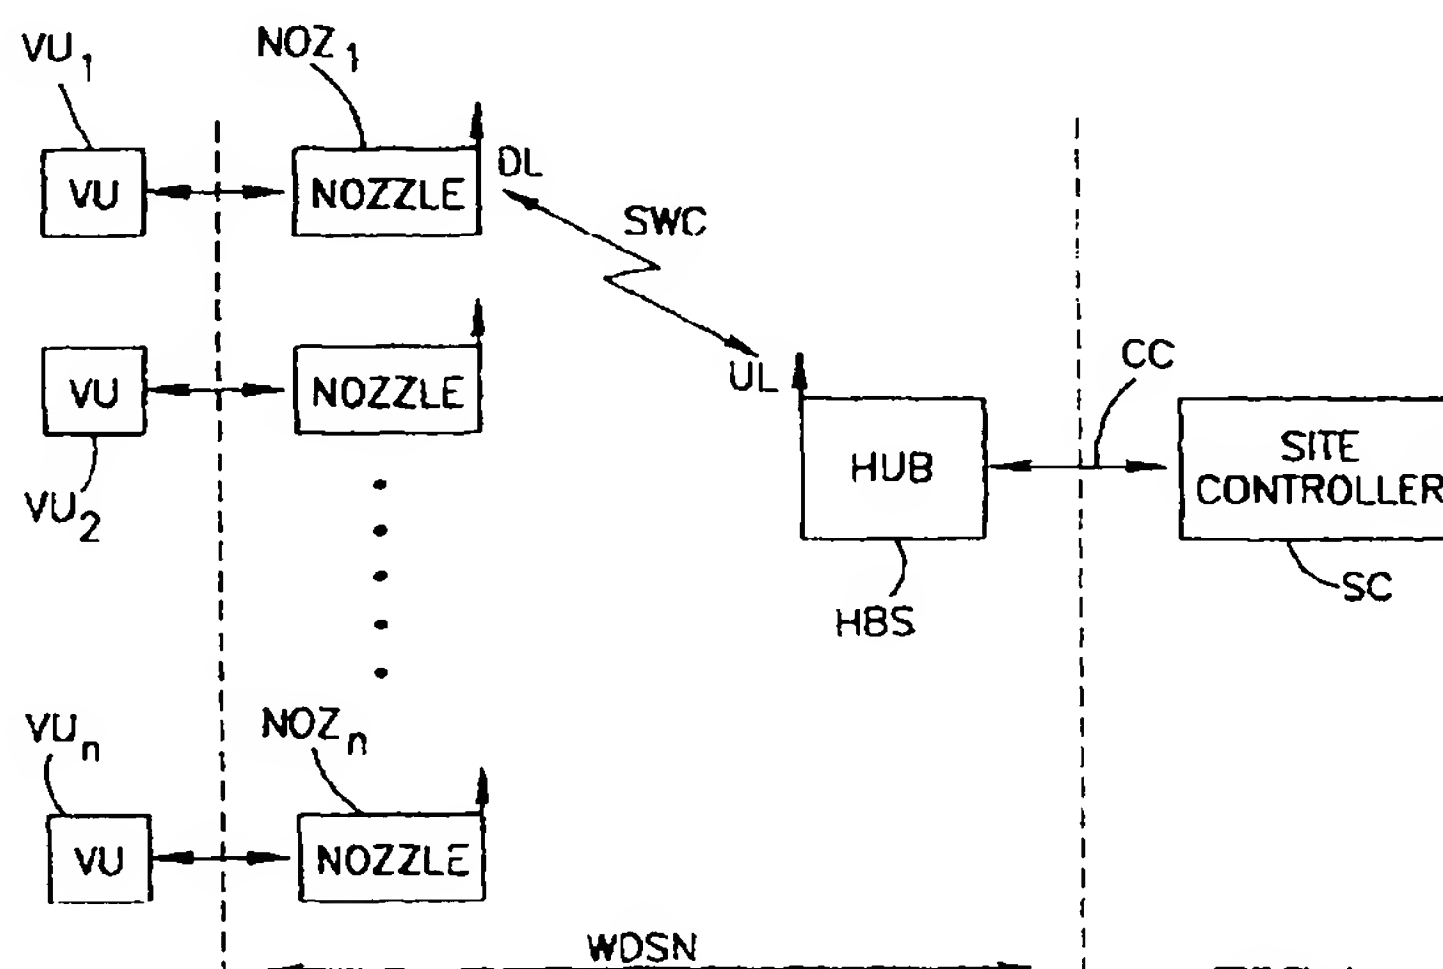 VU1
NOZ1
VU
NOZZLE
DL
SWC
VU
NOZZLE
UL
CC
HUB
SITE
CONTROLLER
VU2
HBS
SC
VUn
NOZn
VU
NOZZLE
WDSN